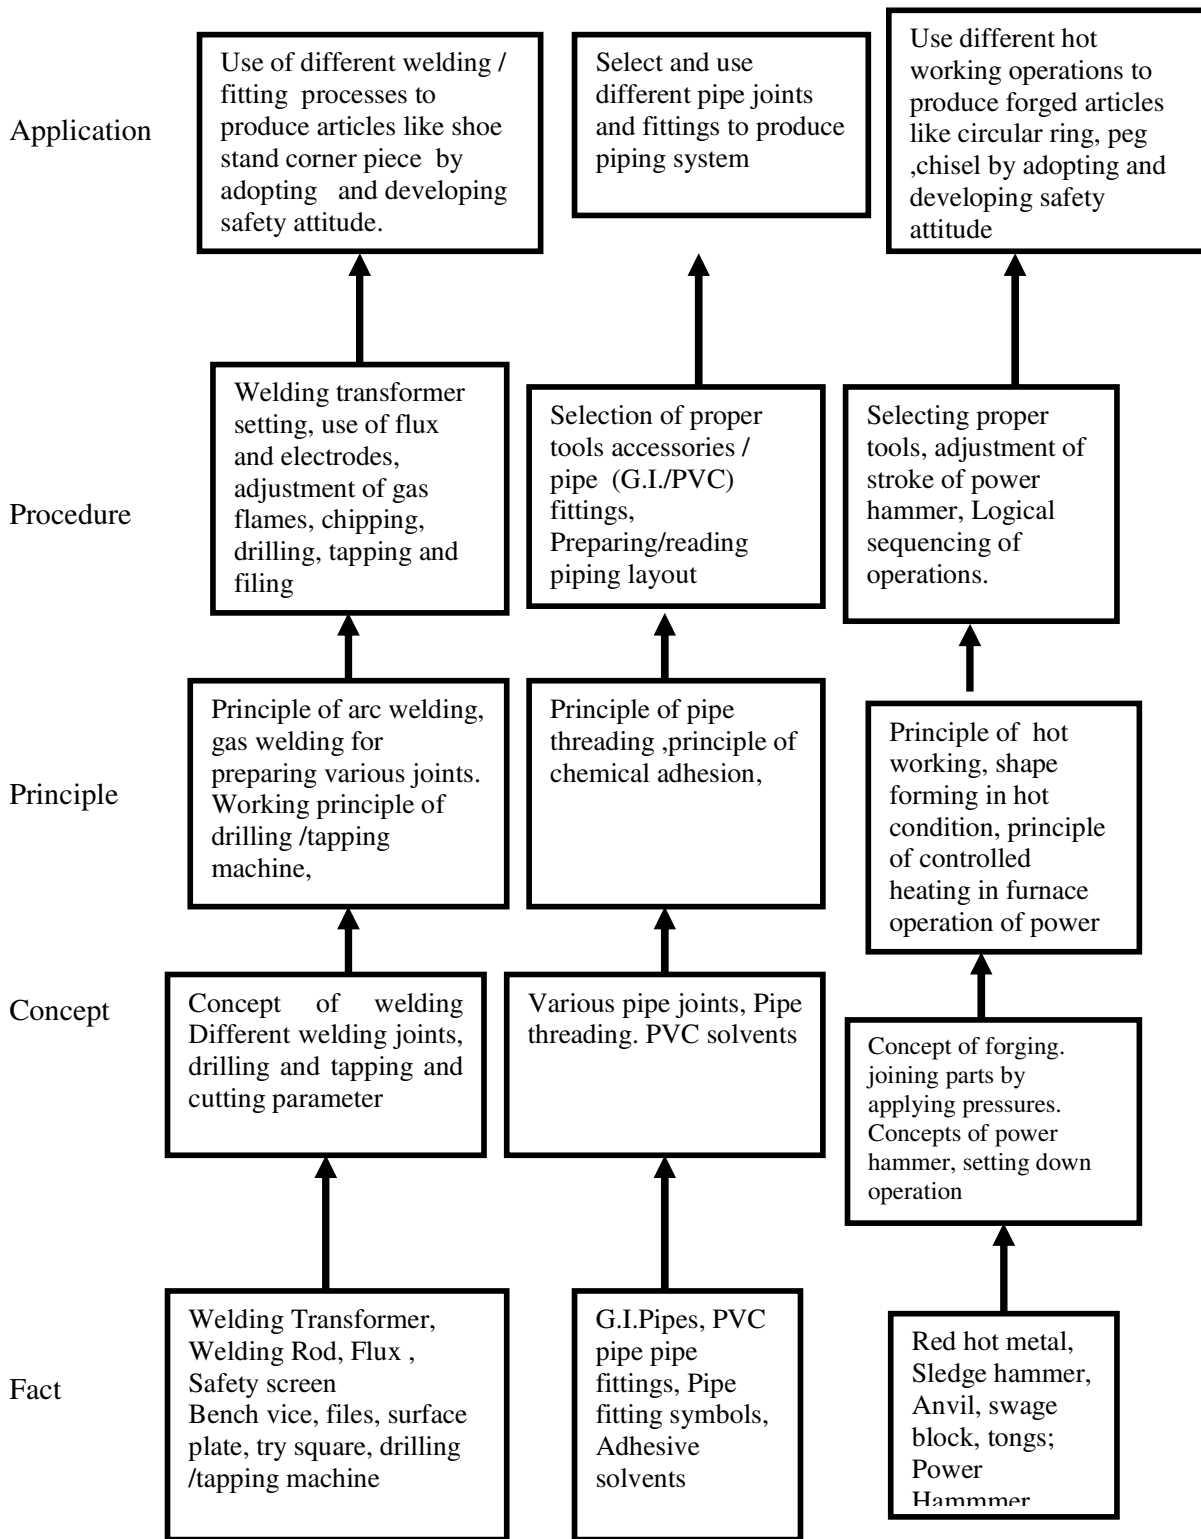 Application
Use of different welding /
fitting processes to
produce articles like shoe
stand corner piece by
adopting and developing
safety attitude.
Select and use
different pipe joints
and fittings to produce
piping system
Use different hot
working operations to
produce forged articles
like circular ring, peg
,chisel by adopting and
developing safety
attitude
Procedure
Welding transformer
setting, use of flux
and electrodes,
adjustment of gas
flames, chipping,
drilling, tapping and
filing
Selection of proper
tools accessories /
pipe (G.I./PVC)
fittings,
Preparing/reading
piping layout
Selecting proper
tools, adjustment of
stroke of power
hammer, Logical
sequencing of
operations.
Principle
Principle of arc welding,
gas welding for
preparing various joints.
Working principle of
drilling /tapping
machine,
Principle of pipe
threading ,principle of
chemical adhesion,
Principle of hot
working, shape
forming in hot
condition, principle
of controlled
heating in furnace
operation of power
Concept
Concept of welding
Different welding joints,
drilling and tapping and
cutting parameter
Various pipe joints, Pipe
threading. PVC solvents
Concept of forging.
joining parts by
applying pressures.
Concepts of power
hammer, setting down
operation
Fact
Welding Transformer,
Welding Rod, Flux ,
Safety screen
Bench vice, files, surface
plate, try square, drilling
/tapping machine
G.I.Pipes, PVC
pipe pipe
fittings, Pipe
fitting symbols,
Adhesive
solvents
Red hot metal,
Sledge hammer,
Anvil, swage
block, tongs;
Power
Hammmer